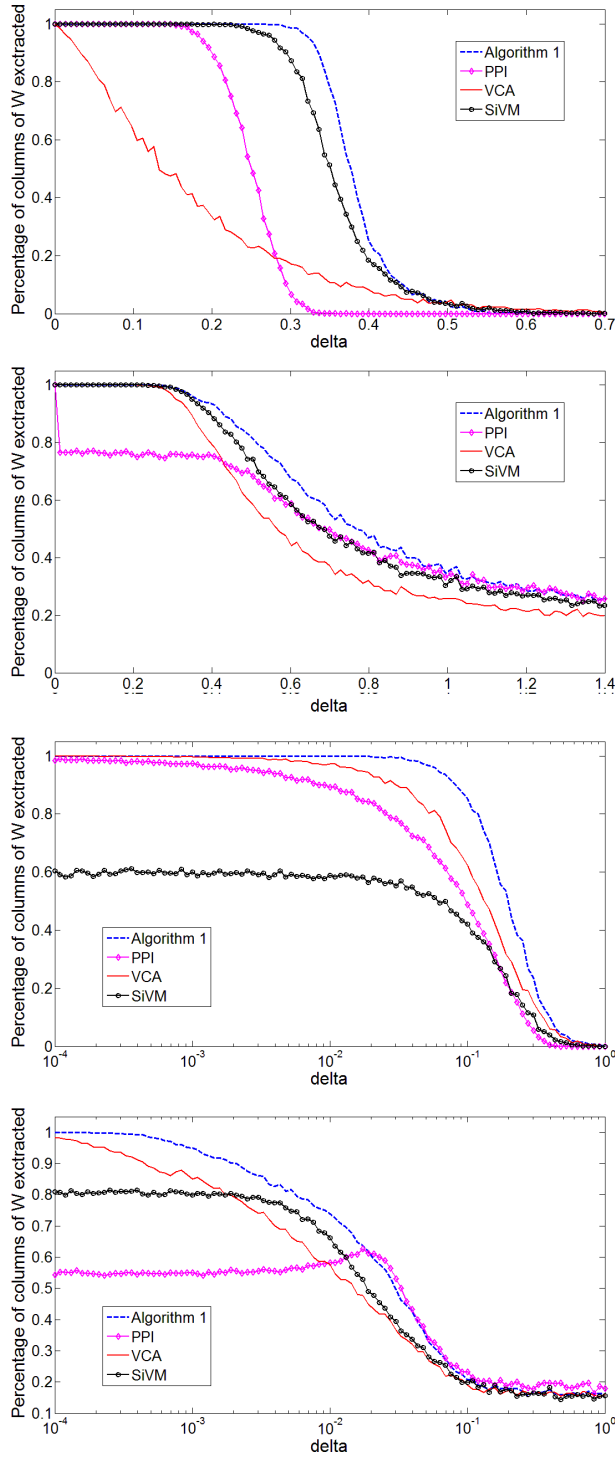 Percentage of columns of W exctracted
1
0.8
0.6
0.4
0.2
0
Algorithm 1
PPI
VCA
SiVM
0 0.1 0.2 0.3 0.4 0.5 0.6 0.7
delta
Percentage of columns of W exctracted
1
0.8
0.6
0.4
0.2
0
Algorithm 1
PPI
VCA
SiVM
0 0.2 0.4 0.6 0.8 1 1.2 1.4
delta
Percentage of columns of W exctracted
1
0.8
0.6
0.4
0.2
0
Algorithm 1
PPI
VCA
SiVM
10^-4 10^-3 10^-2 10^-1 10^0
delta
Percentage of columns of W exctracted
1
0.9
0.8
0.7
0.6
0.5
0.4
0.3
0.2
0.1
Algorithm 1
PPI
VCA
SiVM
10^-4 10^-3 10^-2 10^-1 10^0
delta